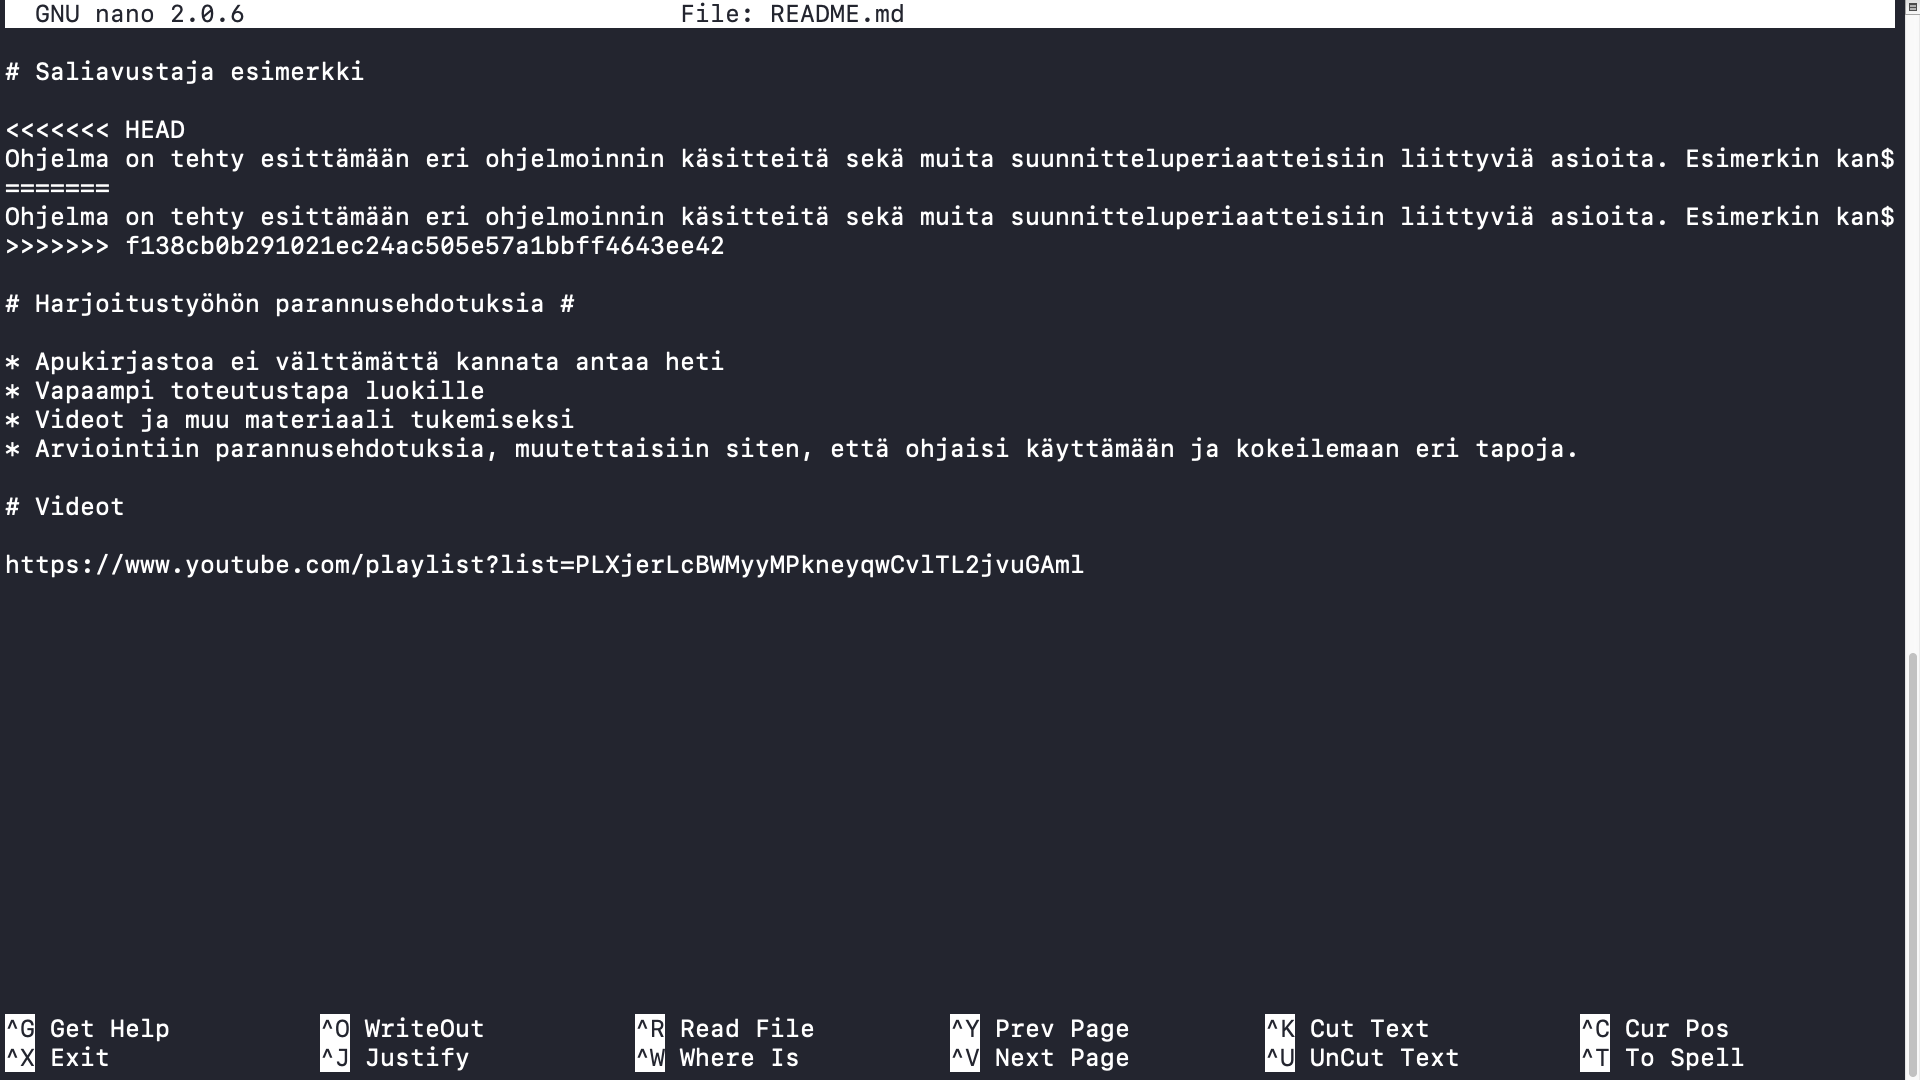 GNU nano 2.0.6 File: README.md
# Saliavustaja esimerkki
<<<<<<< HEAD
Ohjelma on tehty esittämään eri ohjelmoinnin käsitteitä sekä muita suunnitteluperiaatteisiin liittyviä asioita. Esimerkin kan$
=======
Ohjelma on tehty esittämään eri ohjelmoinnin käsitteitä sekä muita suunnitteluperiaatteisiin liittyviä asioita. Esimerkin kan$
>>>>>>> f138cb0b291021ec24ac505e57a1bbff4643ee42
# Harjoitustyöhön parannusehdotuksia #
* Apukirjastoa ei välttämättä kannata antaa heti
* Vapaampi toteutustapa luokille
* Videot ja muu materiaali tukemiseksi
* Arviointiin parannusehdotuksia, muutettaisiin siten, että ohjaisi käyttämään ja kokeilemaan eri tapoja.
# Videot
https://www.youtube.com/playlist?list=PLXjerLcBWMyyMPkneyqwCvlTL2jvuGAml
^G Get Help ^O WriteOut ^R Read File ^Y Prev Page ^K Cut Text ^C Cur Pos
^X Exit ^J Justify ^W Where Is ^V Next Page ^U UnCut Text ^T To Spell